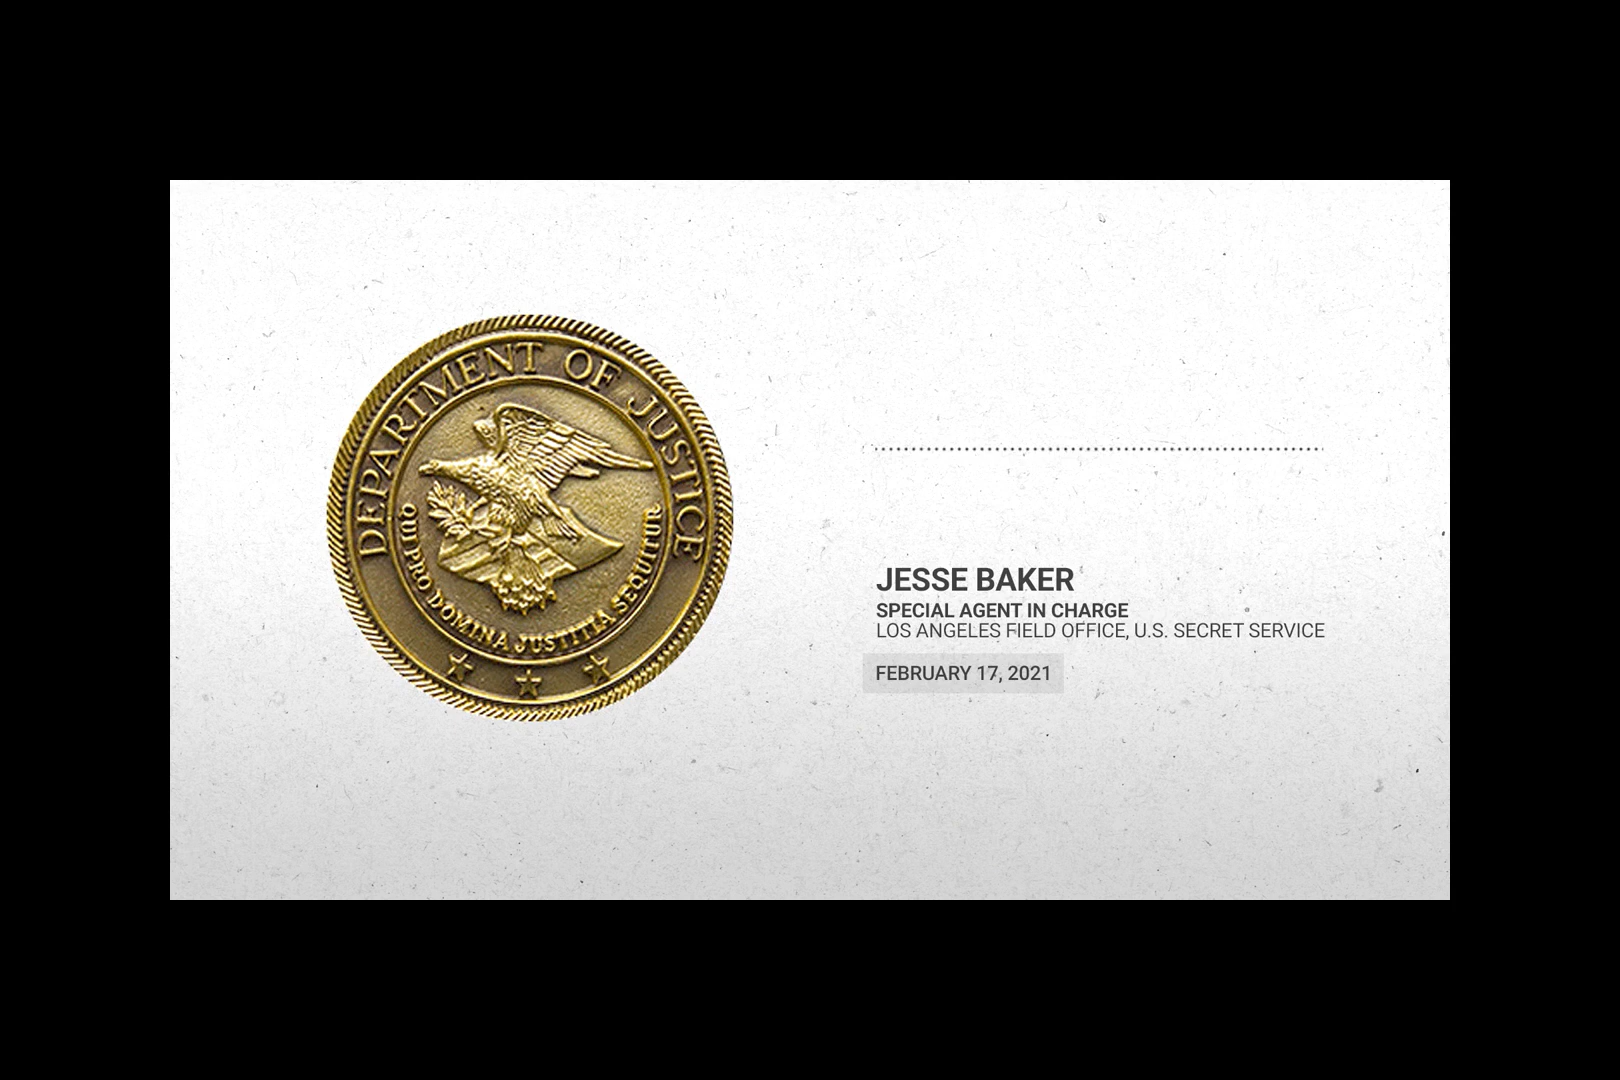 DEPARTMENT OF JUSTICE
QUI PRO DOMINA JUSTITIA SEQUITUR
JESSE BAKER
SPECIAL AGENT IN CHARGE
LOS ANGELES FIELD OFFICE, U.S. SECRET SERVICE
FEBRUARY 17, 2021